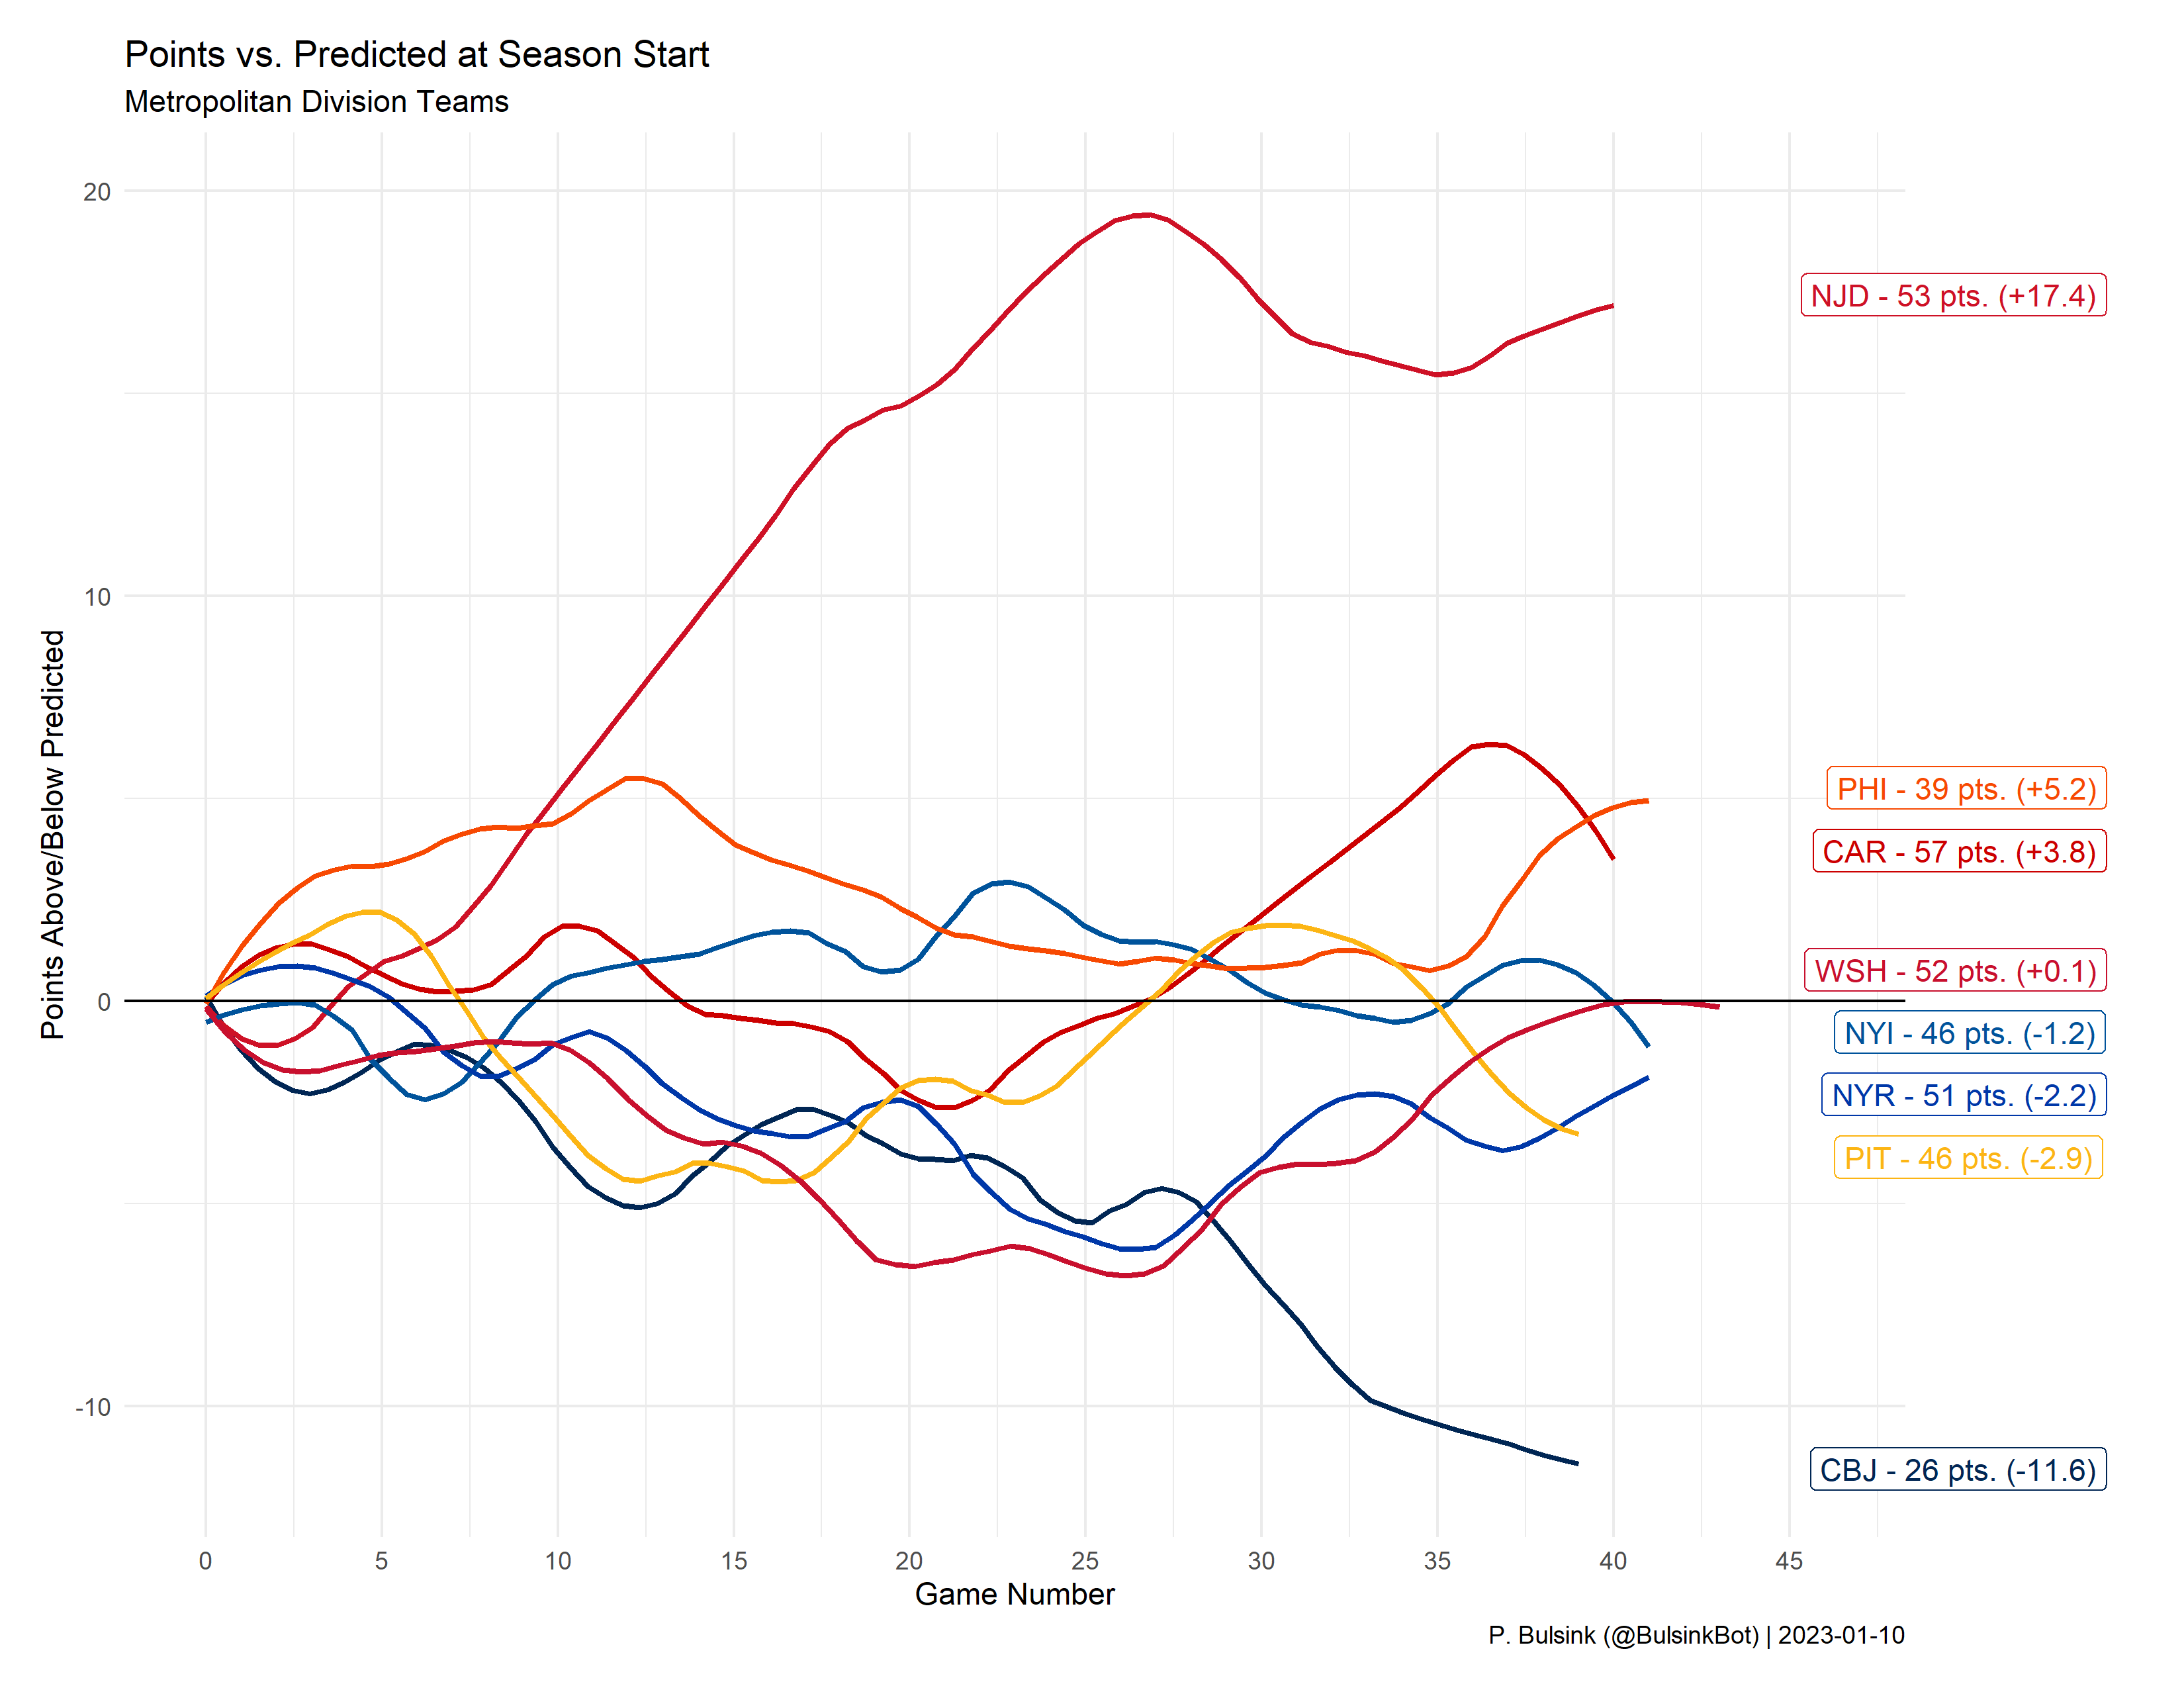 Points vs. Predicted at Season Start
Metropolitan Division Teams
Points Above/Below Predicted
20
10
0
-10
NJD - 53 pts. (+17.4)
PHI - 39 pts. (+5.2)
CAR - 57 pts. (+3.8)
WSH - 52 pts. (+0.1)
NYI - 46 pts. (-1.2)
NYR - 51 pts. (-2.2)
PIT - 46 pts. (-2.9)
CBJ - 26 pts. (-11.6)
0 5 10 15 20 25 30 35 40 45
Game Number
P. Bulsink (@BulsinkBot) | 2023-01-10